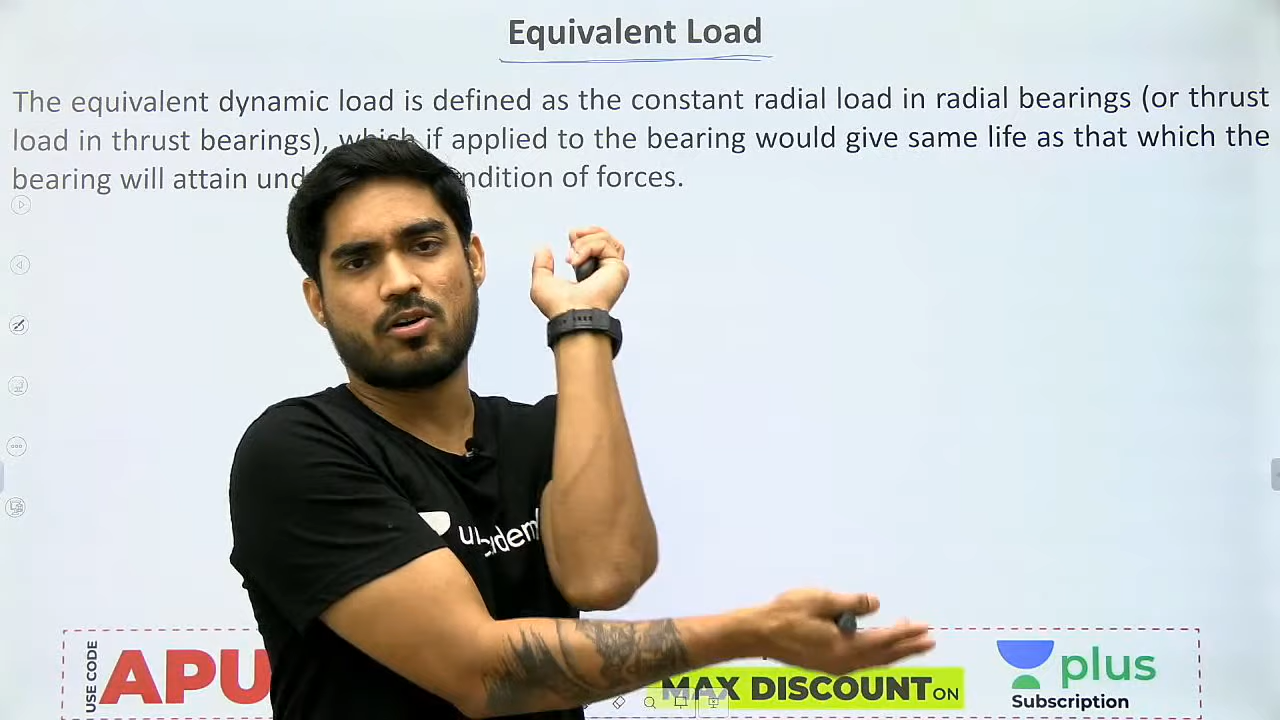 Equivalent Load
The equivalent dynamic load is defined as the constant radial load in radial bearings (or thrust
load in thrust bearings), which if applied to the bearing would give same life as that which the
bearing will attain condition of forces.
USE CODE
APU
MAX DISCOUNT ON
plus
Subscription